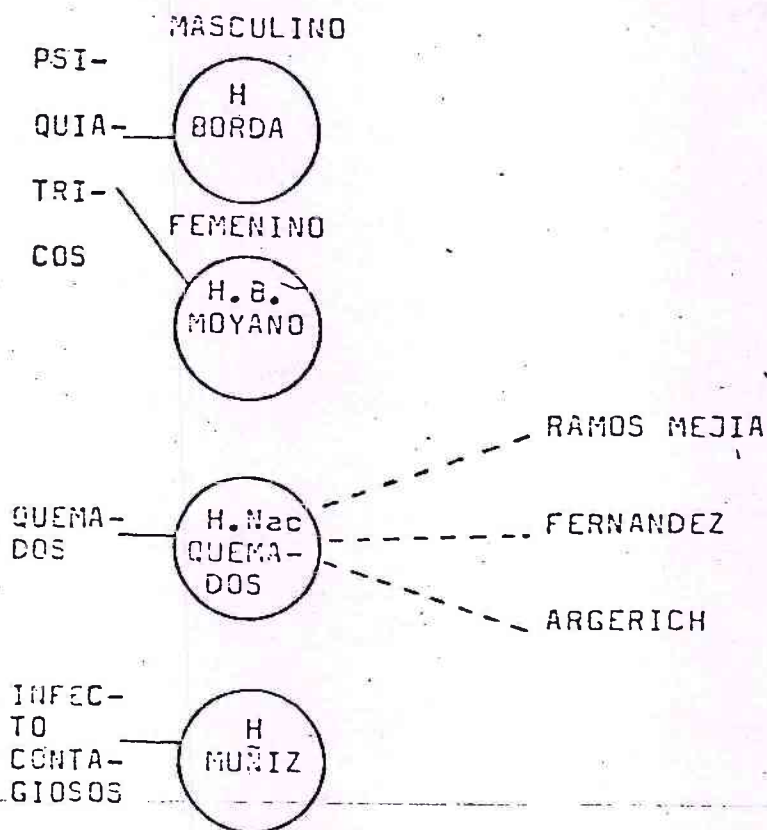 MASCULINO
PSI-
QUIA-
TRI-
COS
H
BORDA
FEMENINO
H.B.
MOYANO
QUEMA-
DOS
H.Nac
QUEMA-
DOS
RAMOS MEJIA
FERNANDEZ
ARGERICH
INFEC-
TO
CONTA-
GIOSOS
H
MUÑIZ